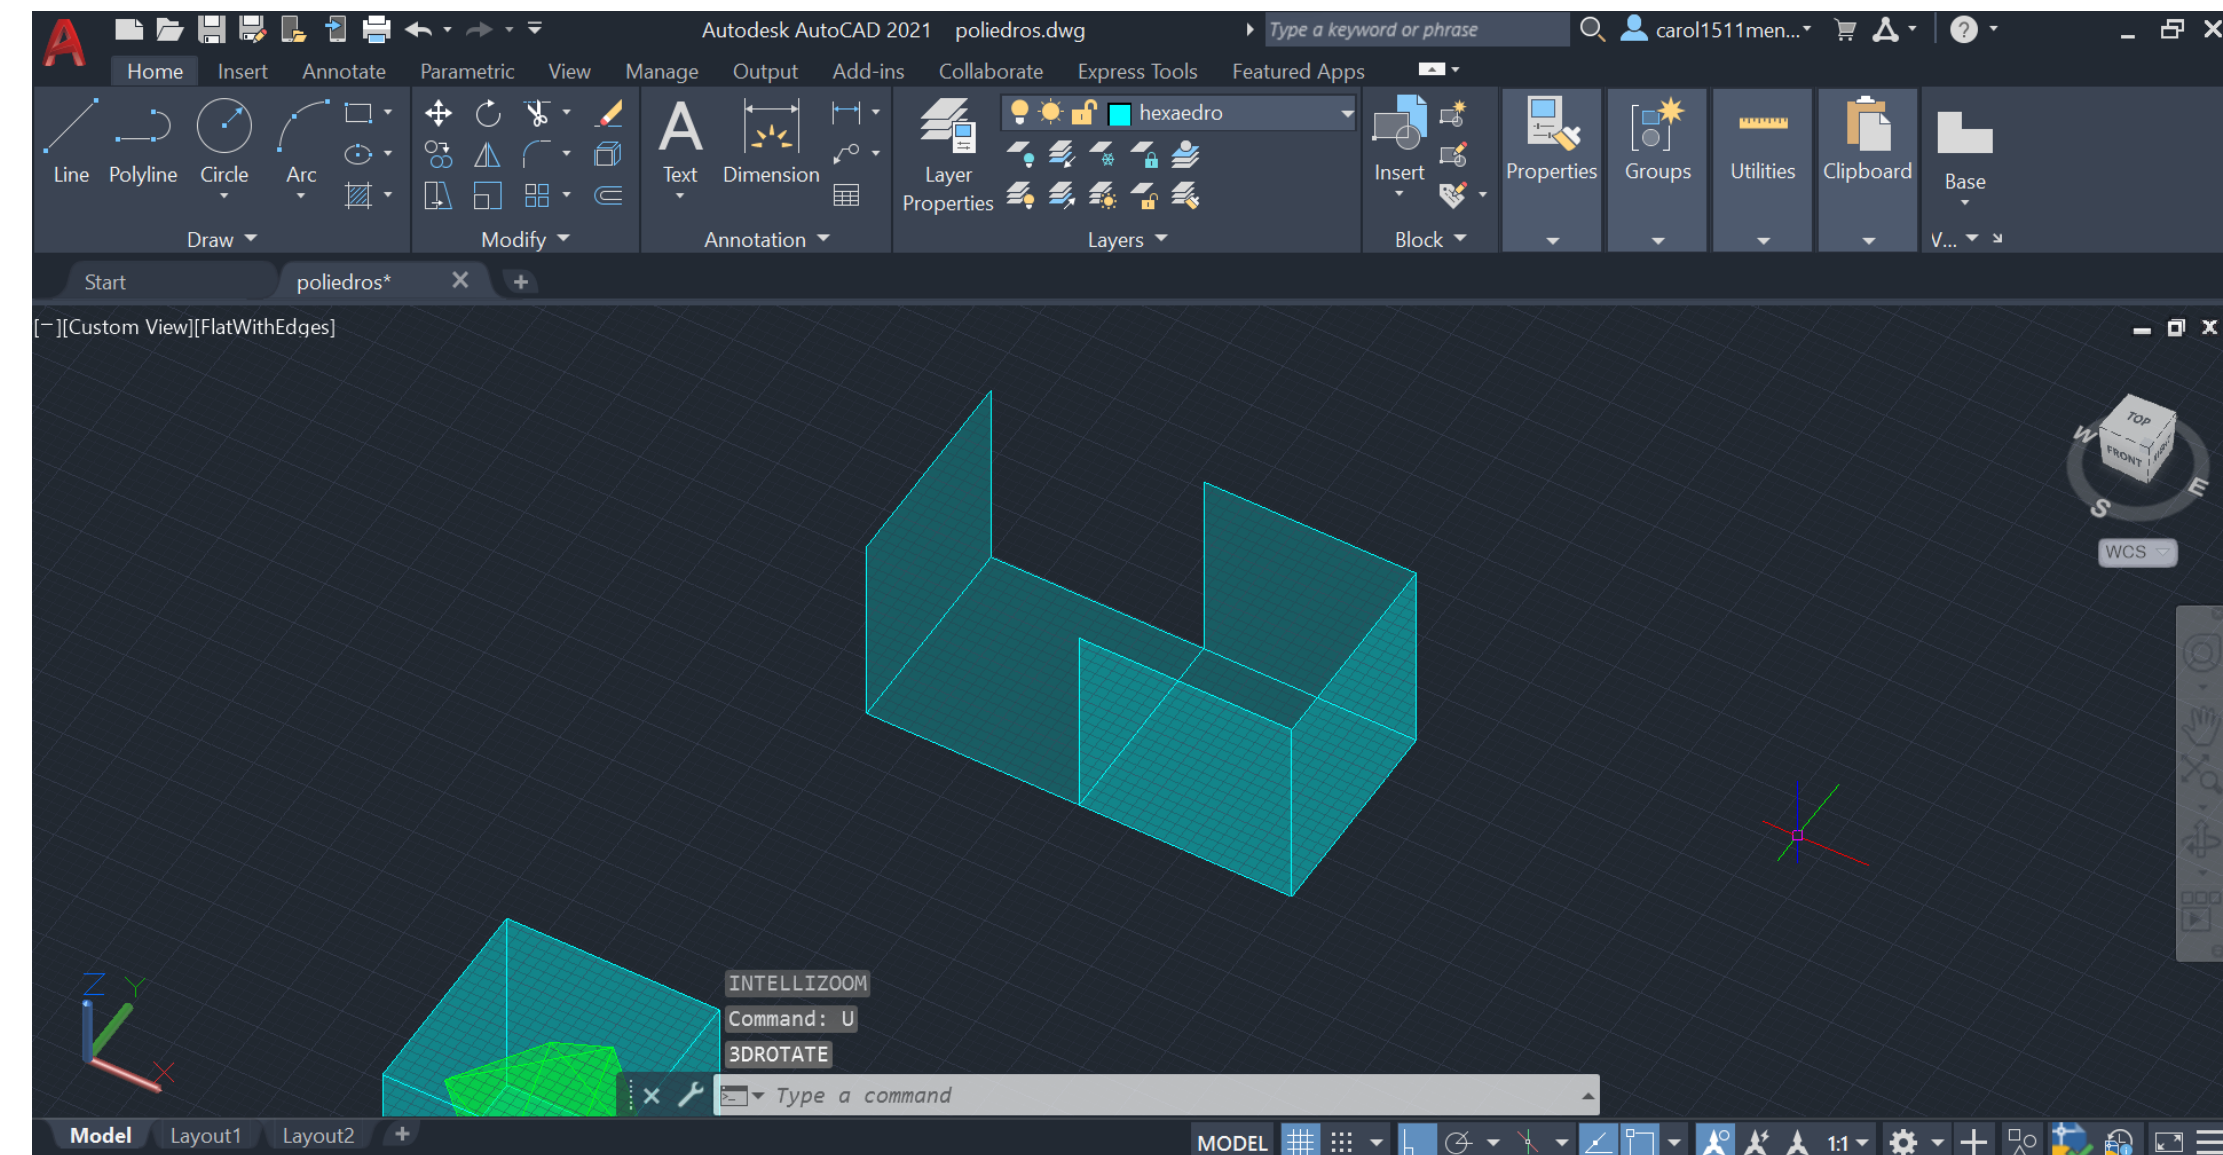 Autodesk AutoCAD 2021 poliedros.dwg Type a keyword or phrase carol1511men...
Home Insert Annotate Parametric View Manage Output Add-ins Collaborate Express Tools Featured Apps
hexaedro
Line Polyline Circle Arc Text Dimension Layer Properties Insert Properties Groups Utilities Clipboard Base
Draw Modify Annotation Layers Block V...
Start poliedros*
[−][Custom View][FlatWithEdges]
TOP
FRONT
W
E
S
WCS
Z Y
X
INTELLIZOOM
Command: U
3DROTATE
Type a command
Model Layout1 Layout2 MODEL 1:1